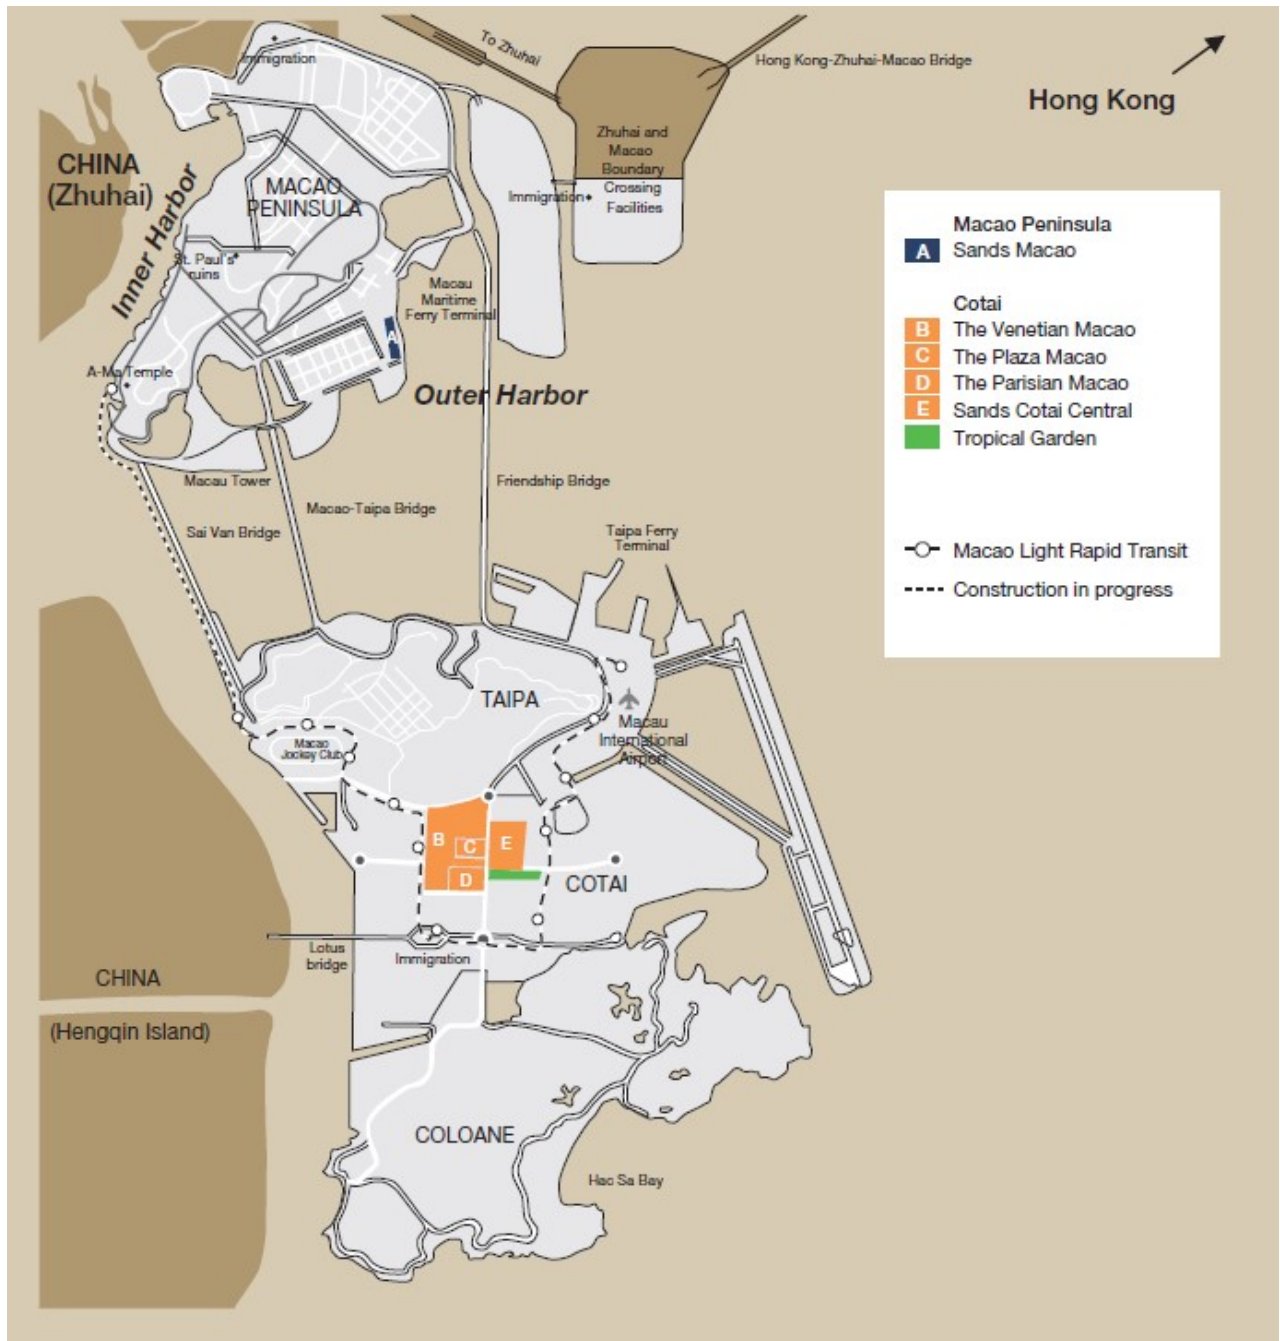 To Zhuhai
Immigration
Hong Kong-Zhuhai-Macao Bridge
Hong Kong
CHINA
(Zhuhai)
Inner Harbor
MACAO
PENINSULA
Zhuhai and
Macao
Boundary
Crossing
Facilities
Immigration
St. Paul's
ruins
Macau
Maritime
Ferry Terminal
A
A-Ma Temple
Outer Harbor
Macau Tower
Sai Van Bridge
Macao-Taipa Bridge
Friendship Bridge
Taipa Ferry
Terminal
Macao Peninsula
A Sands Macao
Cotai
B The Venetian Macao
C The Plaza Macao
D The Parisian Macao
E Sands Cotai Central
Tropical Garden
Macao Light Rapid Transit
Construction in progress
TAIPA
Macau
International
Airport
Macao
Jockey Club
B
C
D
E
COTAI
Lotus
bridge
Immigration
CHINA
(Hengqin Island)
COLOANE
Hac Sa Bay